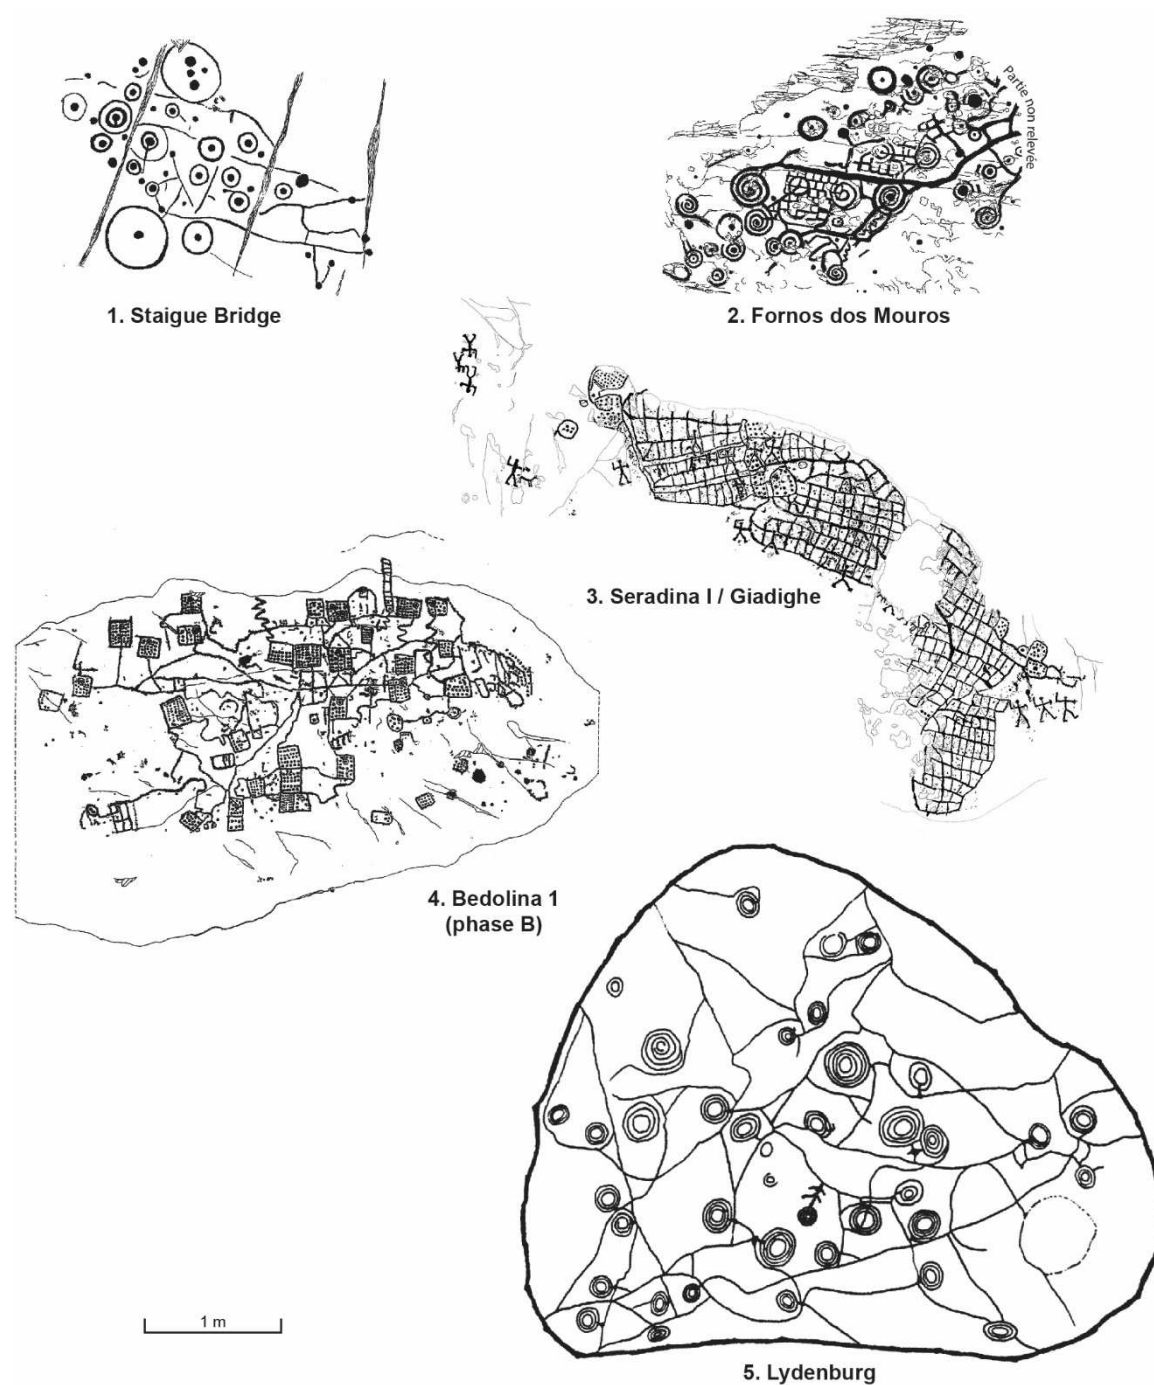 1. Staigue Bridge
Partie non relevée
2. Fornos dos Mouros
3. Seradina I / Giadighe
4. Bedolina 1
(phase B)
1 m
5. Lydenburg